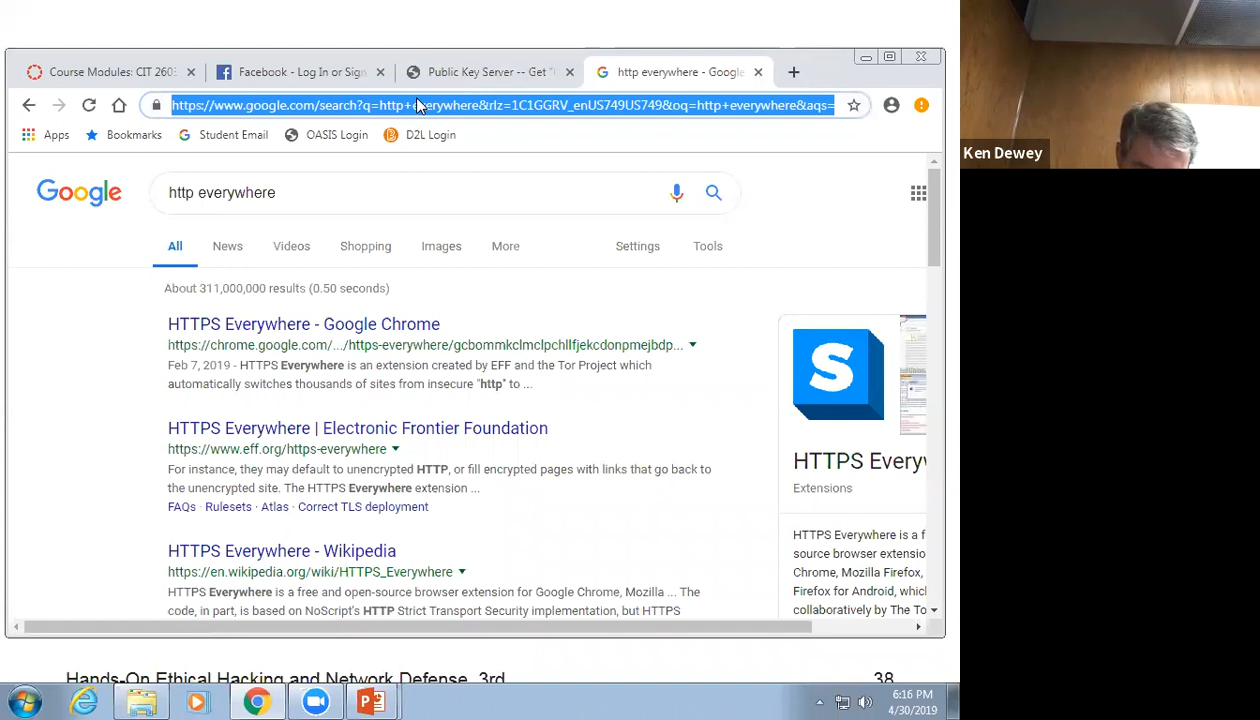 Course Modules: CIT 260:
Facebook - Log In or Sign
Public Key Server -- Get "
http everywhere - Google
https://www.google.com/search?q=http+everywhere&rlz=1C1GGRV_enUS749US749&oq=http+everywhere&aqs=
Apps Bookmarks Student Email OASIS Login D2L Login
Ken Dewey
Google http everywhere
All News Videos Shopping Images More Settings Tools
About 311,000,000 results (0.50 seconds)
HTTPS Everywhere - Google Chrome
https://chrome.google.com/.../https-everywhere/gcbommkclmclpchllfjekcdonpmejbdp...
Feb 7, 2019 - HTTPS Everywhere is an extension created by EFF and the Tor Project which
automatically switches thousands of sites from insecure "http" to ...
HTTPS Everywhere | Electronic Frontier Foundation
https://www.eff.org/https-everywhere
For instance, they may default to unencrypted HTTP, or fill encrypted pages with links that go back to
the unencrypted site. The HTTPS Everywhere extension ...
FAQs · Rulesets · Atlas · Correct TLS deployment
HTTPS Everywhere - Wikipedia
https://en.wikipedia.org/wiki/HTTPS_Everywhere
HTTPS Everywhere is a free and open-source browser extension for Google Chrome, Mozilla ... The
code, in part, is based on NoScript's HTTP Strict Transport Security implementation, but HTTPS
S
HTTPS Everyw
Extensions
HTTPS Everywhere is a f
source browser extension
Chrome, Mozilla Firefox,
Firefox for Android, which
collaboratively by The To
Hands-On Ethical Hacking and Network Defense, 3rd 38
6:16 PM
4/30/2019